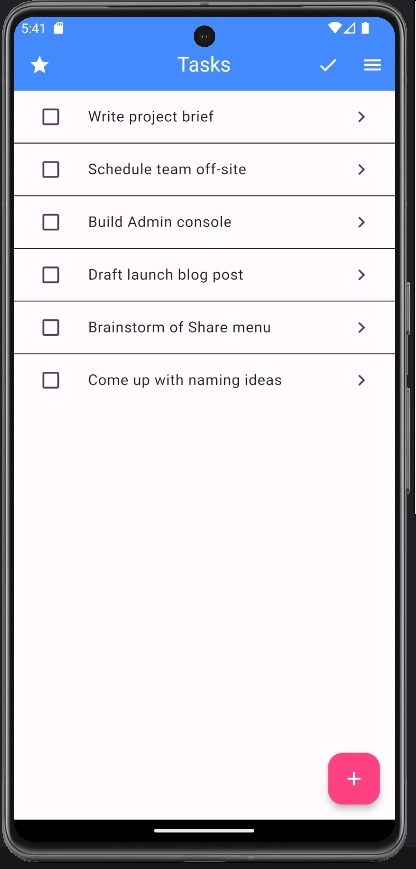 5:41
Tasks
Write project brief
Schedule team off-site
Build Admin console
Draft launch blog post
Brainstorm of Share menu
Come up with naming ideas
+